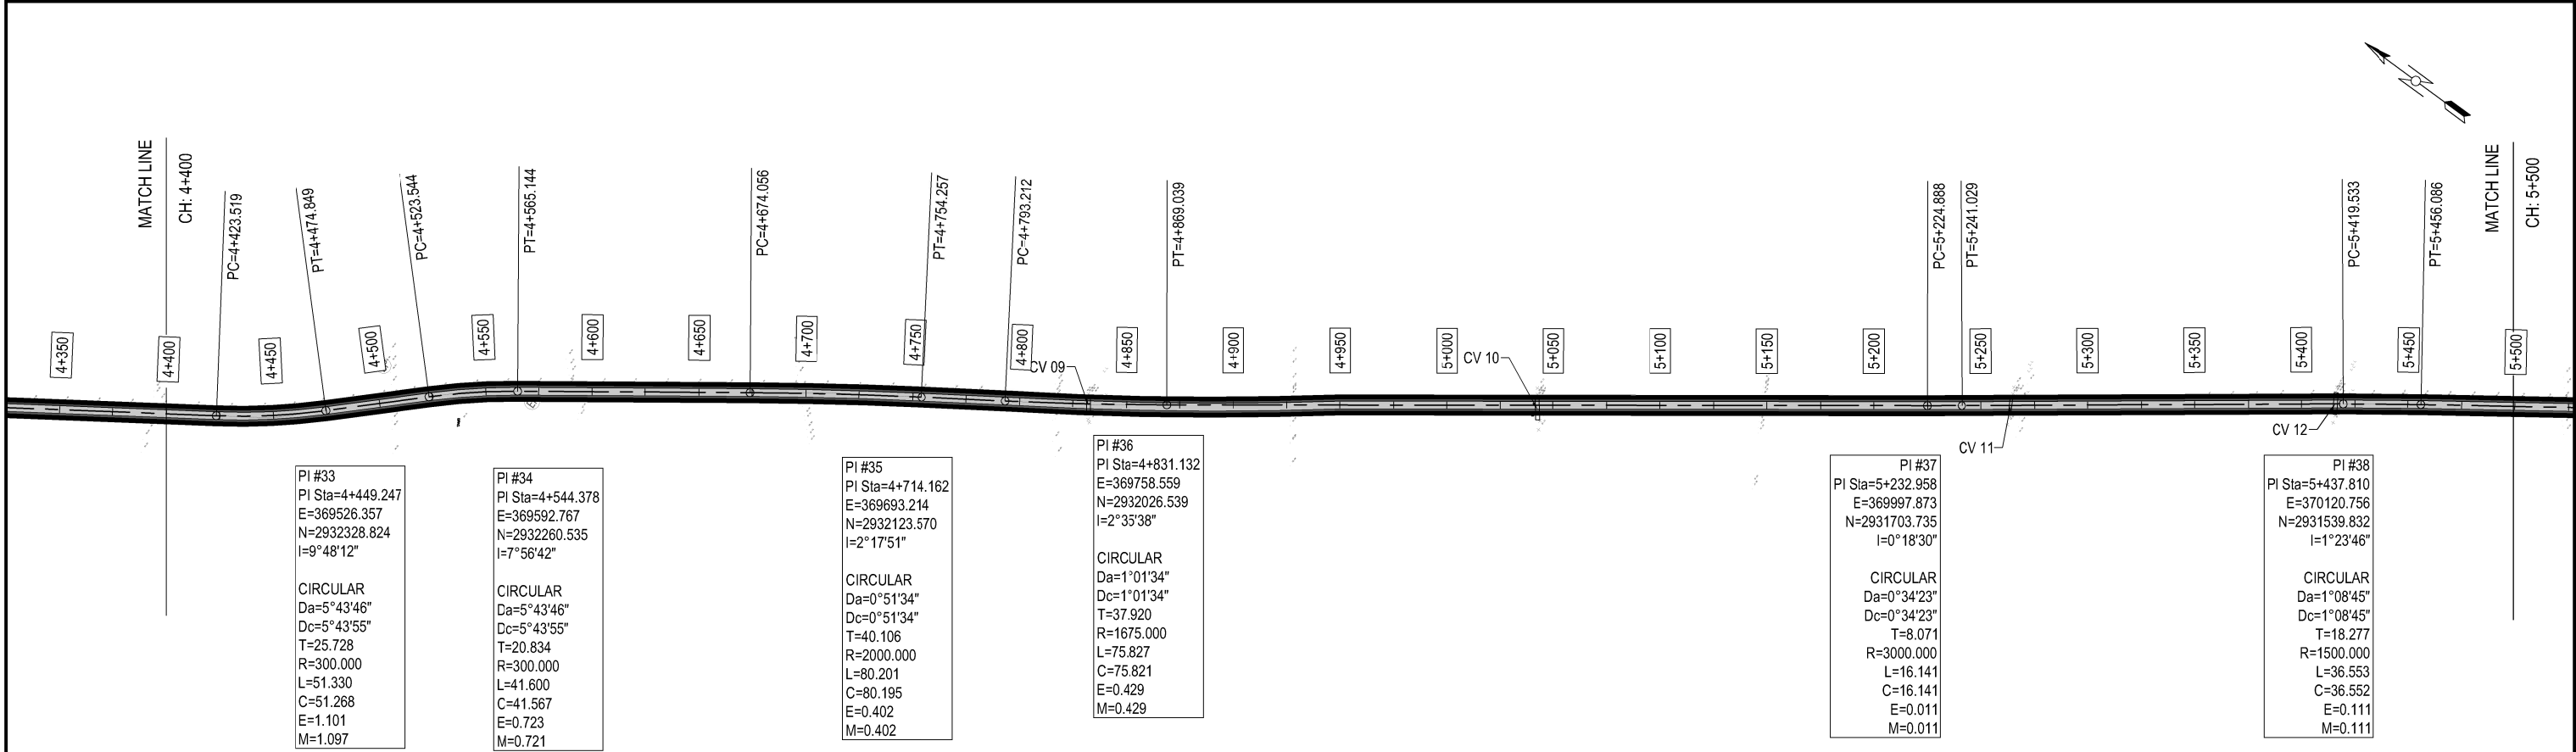 MATCH LINE
CH: 4+400
PC=4+423.519
PT=4+474.849
PC=4+523.544
PT=4+565.144
PC=4+674.056
PT=4+754.257
PC=4+793.212
PT=4+869.039
PC=5+224.888
PT=5+241.029
PC=5+419.533
PT=5+456.086
MATCH LINE
CH: 5+500
4+350
4+400
4+450
4+500
4+550
4+600
4+650
4+700
4+750
4+800
4+850
4+900
4+950
5+000
5+050
5+100
5+150
5+200
5+250
5+300
5+350
5+400
5+450
5+500
CV 09
CV 10
CV 11
CV 12
PI #33
PI Sta=4+449.247
E=369526.357
N=2932328.824
I=9°48'12"
CIRCULAR
Da=5°43'46"
Dc=5°43'55"
T=25.728
R=300.000
L=51.330
C=51.268
E=1.101
M=1.097
PI #34
PI Sta=4+544.378
E=369592.767
N=2932260.535
I=7°56'42"
CIRCULAR
Da=5°43'46"
Dc=5°43'55"
T=20.834
R=300.000
L=41.600
C=41.567
E=0.723
M=0.721
PI #35
PI Sta=4+714.162
E=369693.214
N=2932123.570
I=2°17'51"
CIRCULAR
Da=0°51'34"
Dc=0°51'34"
T=40.106
R=2000.000
L=80.201
C=80.195
E=0.402
M=0.402
PI #36
PI Sta=4+831.132
E=369758.559
N=2932026.539
I=2°35'38"
CIRCULAR
Da=1°01'34"
Dc=1°01'34"
T=37.920
R=1675.000
L=75.827
C=75.821
E=0.429
M=0.429
PI #37
PI Sta=5+232.958
E=369997.873
N=2931703.735
I=0°18'30"
CIRCULAR
Da=0°34'23"
Dc=0°34'23"
T=8.071
R=3000.000
L=16.141
C=16.141
E=0.011
M=0.011
PI #38
PI Sta=5+437.810
E=370120.756
N=2931539.832
I=1°23'46"
CIRCULAR
Da=1°08'45"
Dc=1°08'45"
T=18.277
R=1500.000
L=36.553
C=36.552
E=0.111
M=0.111